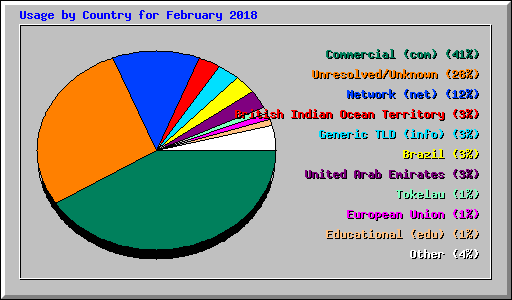 Usage by Country for February 2018
Commercial (com) (41%)
Unresolved/Unknown (28%)
Network (net) (12%)
British Indian Ocean Territory (3%)
Generic TLD (info) (3%)
Brazil (3%)
United Arab Emirates (3%)
Tokelau (1%)
European Union (1%)
Educational (edu) (1%)
Other (4%)